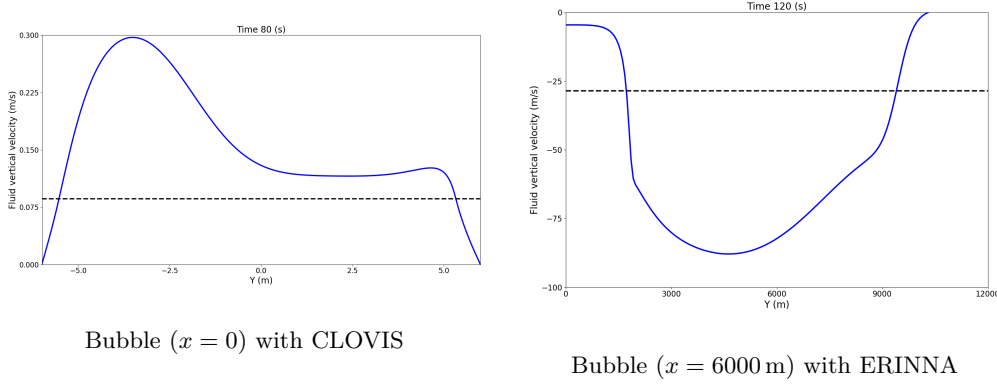 Time 80 (s)
0.300
0.225
0.150
0.075
0.000
Fluid vertical velocity (m/s)
−5.0 −2.5 0.0 2.5 5.0
Y (m)
Bubble (x = 0) with CLOVIS
Time 120 (s)
0
−25
−50
−75
−100
Fluid vertical velocity (m/s)
0 3000 6000 9000 12000
Y (m)
Bubble (x = 6000 m) with ERINNA